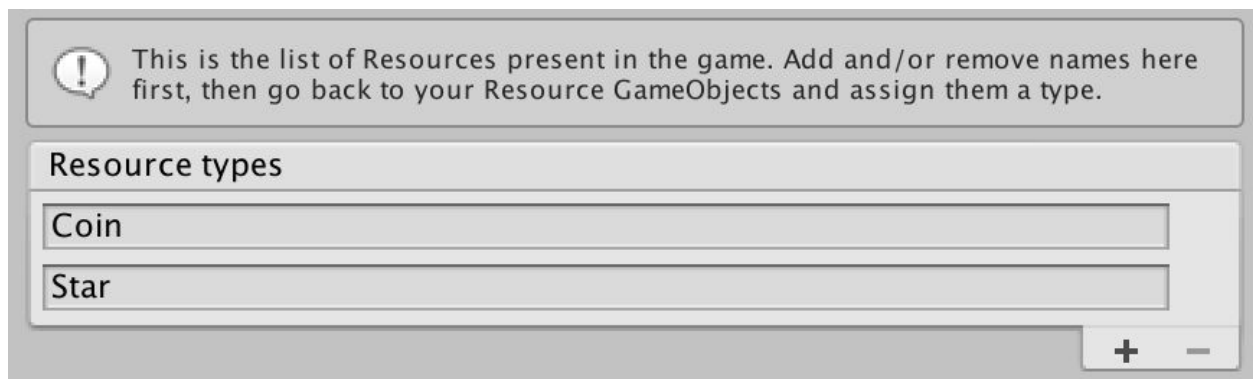 This is the list of Resources present in the game. Add and/or remove names here
first, then go back to your Resource GameObjects and assign them a type.
Resource types
Coin
Star